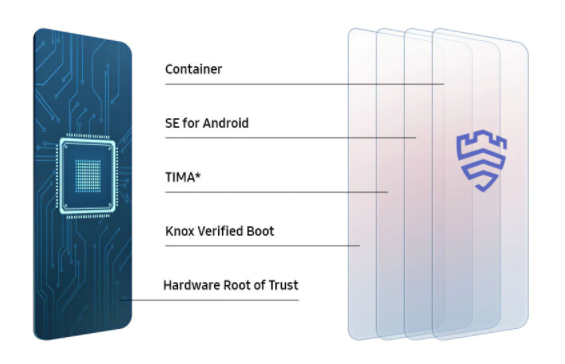 Container
SE for Android
TIMA*
Knox Verified Boot
Hardware Root of Trust